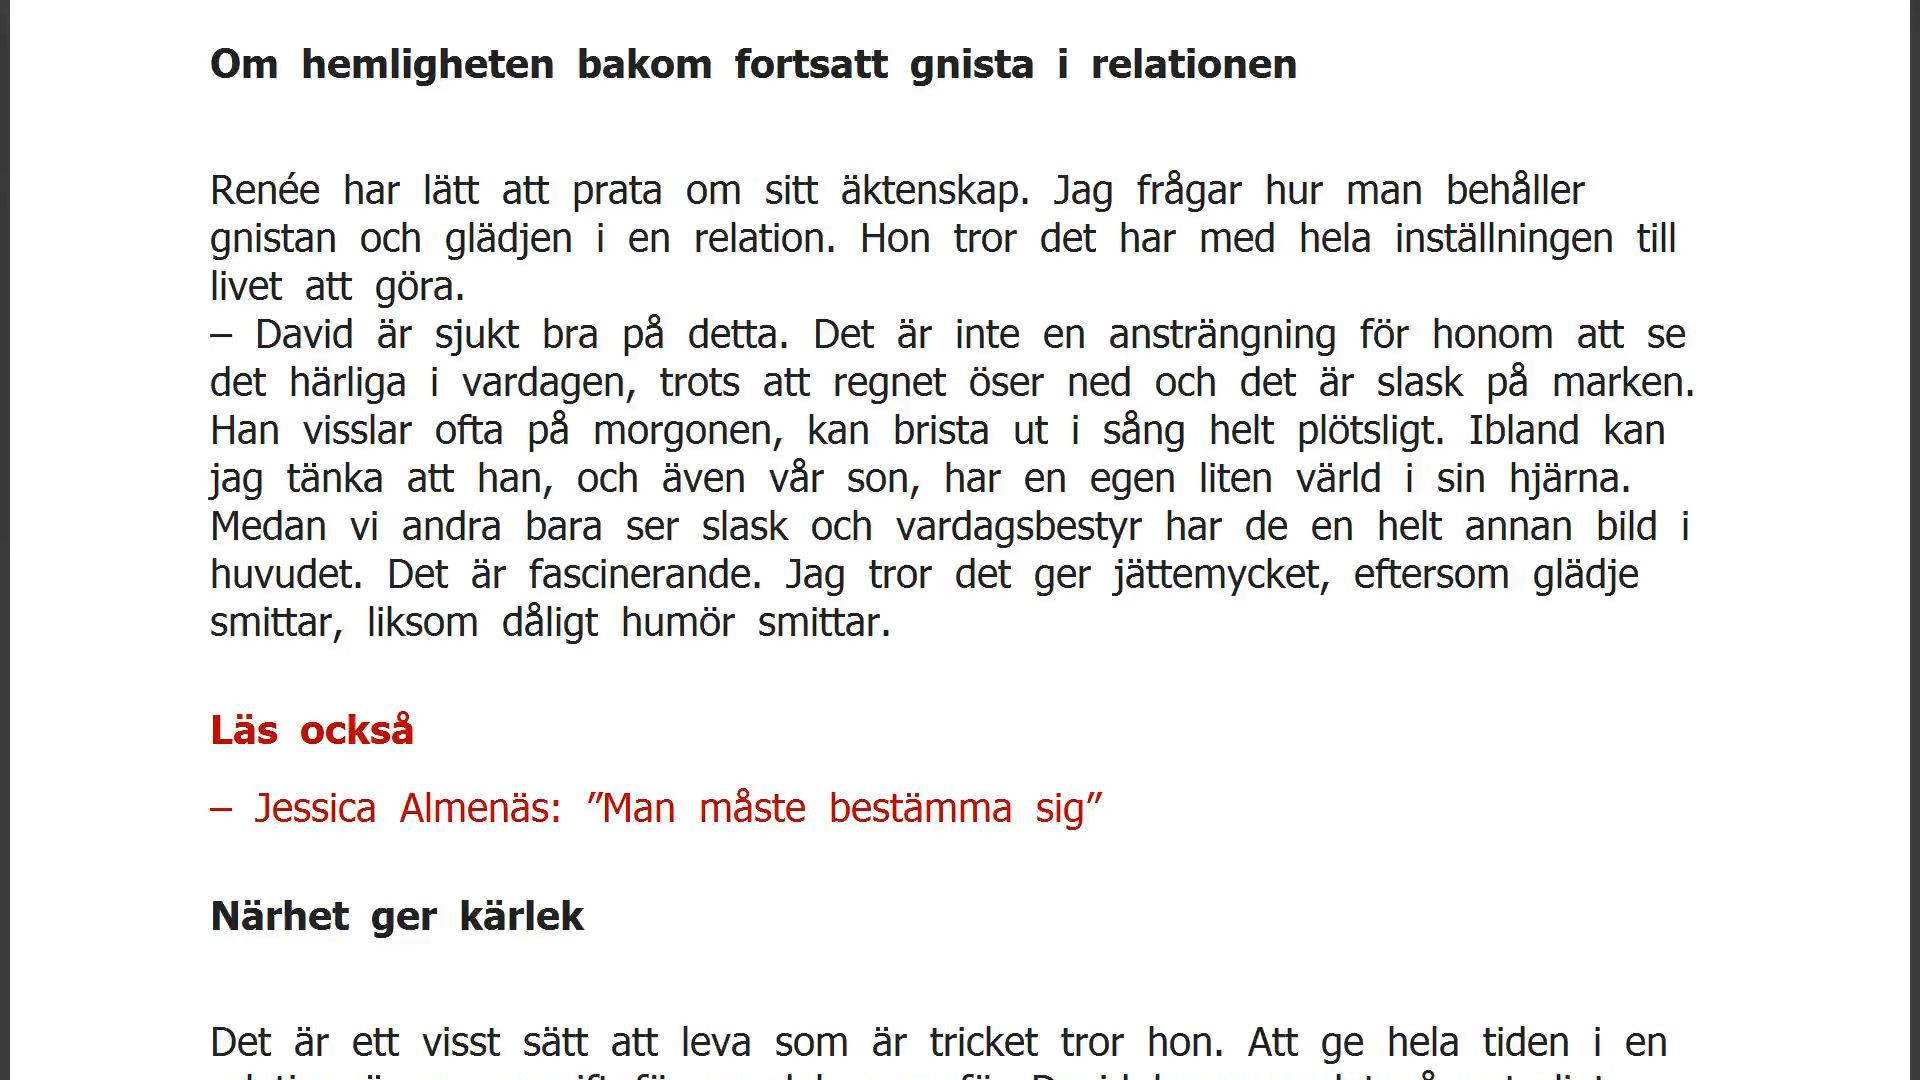 Om hemligheten bakom fortsatt gnista i relationen
Renée har lätt att prata om sitt äktenskap. Jag frågar hur man behåller
gnistan och glädjen i en relation. Hon tror det har med hela inställningen till
livet att göra.
– David är sjukt bra på detta. Det är inte en ansträngning för honom att se
det härliga i vardagen, trots att regnet öser ned och det är slask på marken.
Han visslar ofta på morgonen, kan brista ut i sång helt plötsligt. Ibland kan
jag tänka att han, och även vår son, har en egen liten värld i sin hjärna.
Medan vi andra bara ser slask och vardagsbestyr har de en helt annan bild i
huvudet. Det är fascinerande. Jag tror det ger jättemycket, eftersom glädje
smittar, liksom dåligt humör smittar.
Läs också
– Jessica Almenäs: ”Man måste bestämma sig”
Närhet ger kärlek
Det är ett visst sätt att leva som är tricket tror hon. Att ge hela tiden i en